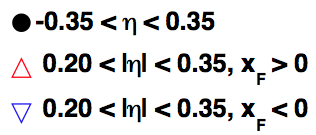 -0.35 < η < 0.35
0.20 < |η| < 0.35, x_F > 0
0.20 < |η| < 0.35, x_F < 0